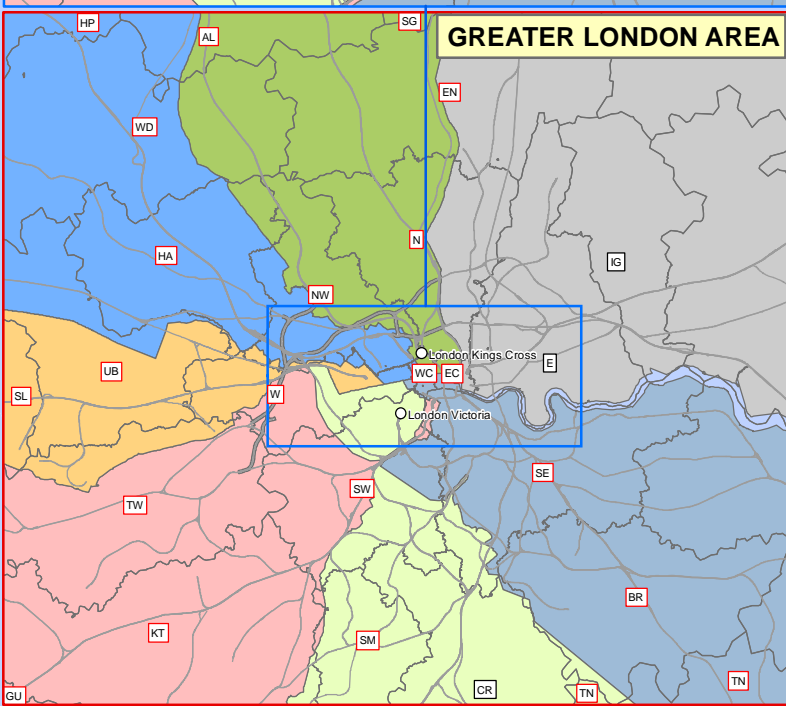 HP
AL
SG
GREATER LONDON AREA
EN
WD
N
HA
IG
NW
London Kings Cross
E
UB
WC
EC
SL
W
London Victoria
SE
SW
TW
BR
KT
SM
TN
CR
TN
GU